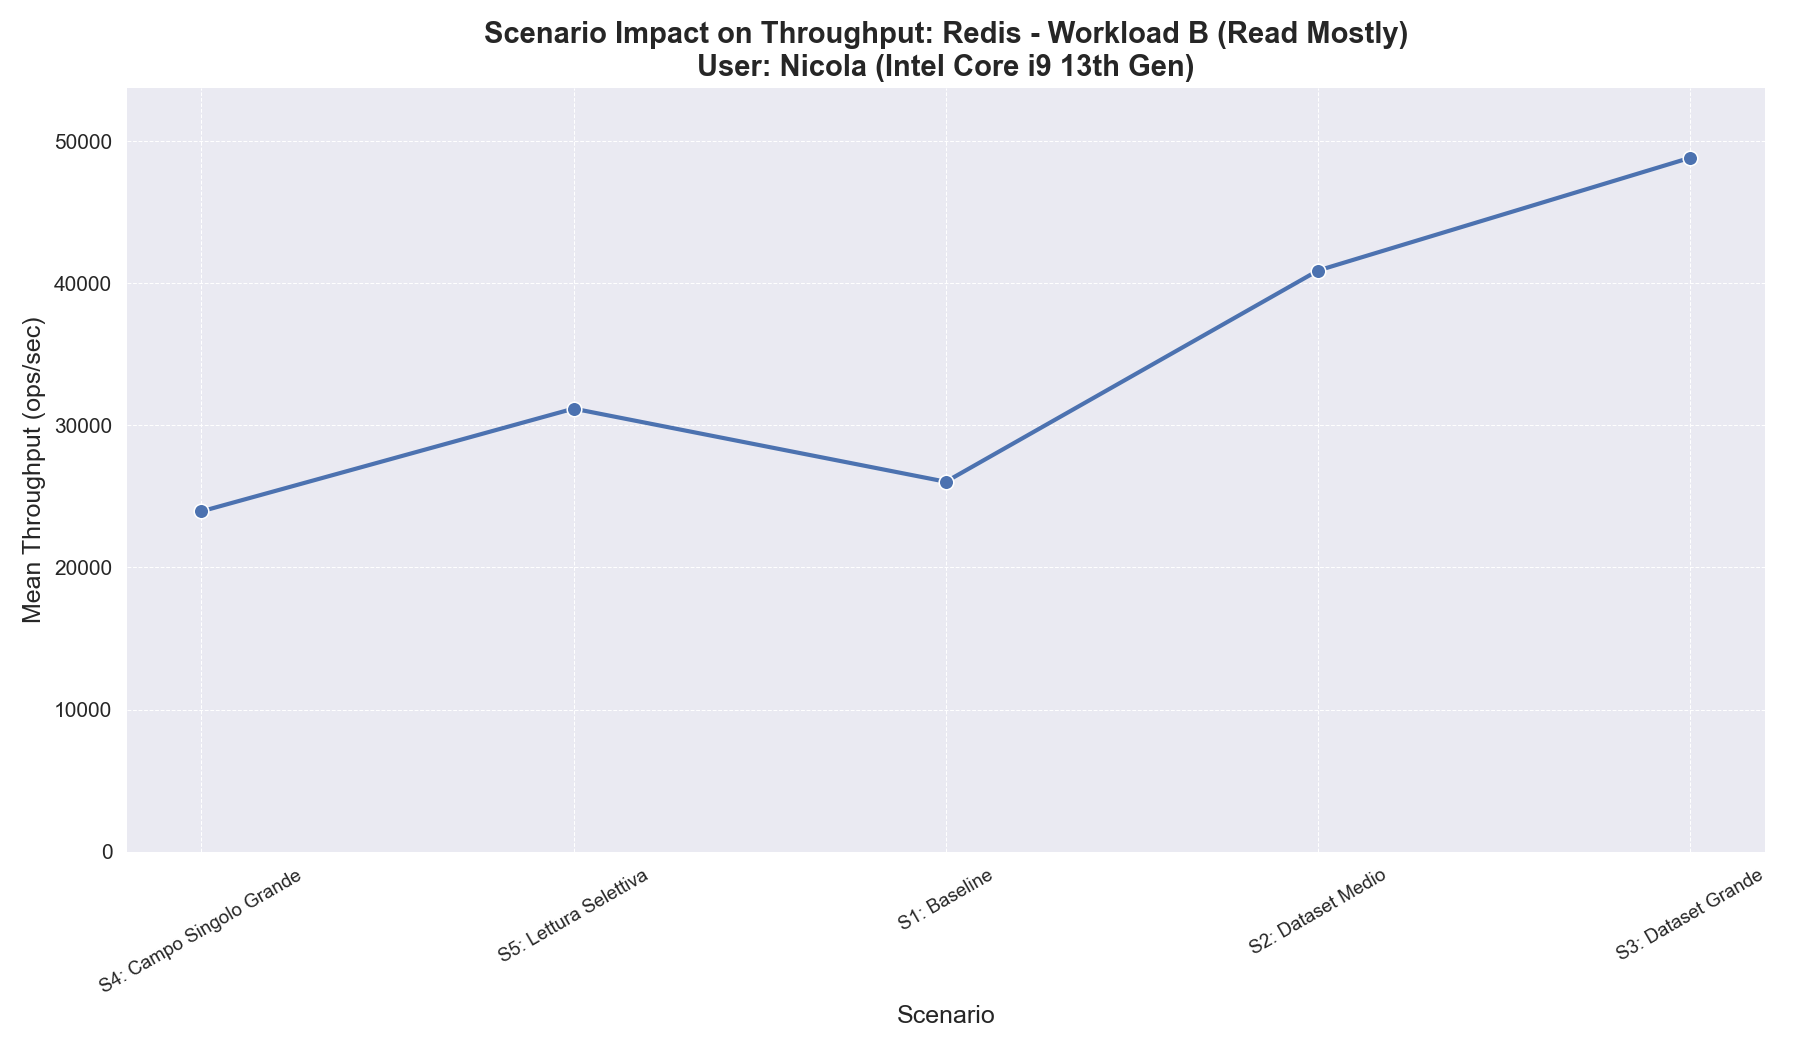 Scenario Impact on Throughput: Redis - Workload B (Read Mostly)
User: Nicola (Intel Core i9 13th Gen)
Mean Throughput (ops/sec)
50000
40000
30000
20000
10000
0
S4: Campo Singolo Grande
S5: Lettura Selettiva
S1: Baseline
S2: Dataset Medio
S3: Dataset Grande
Scenario